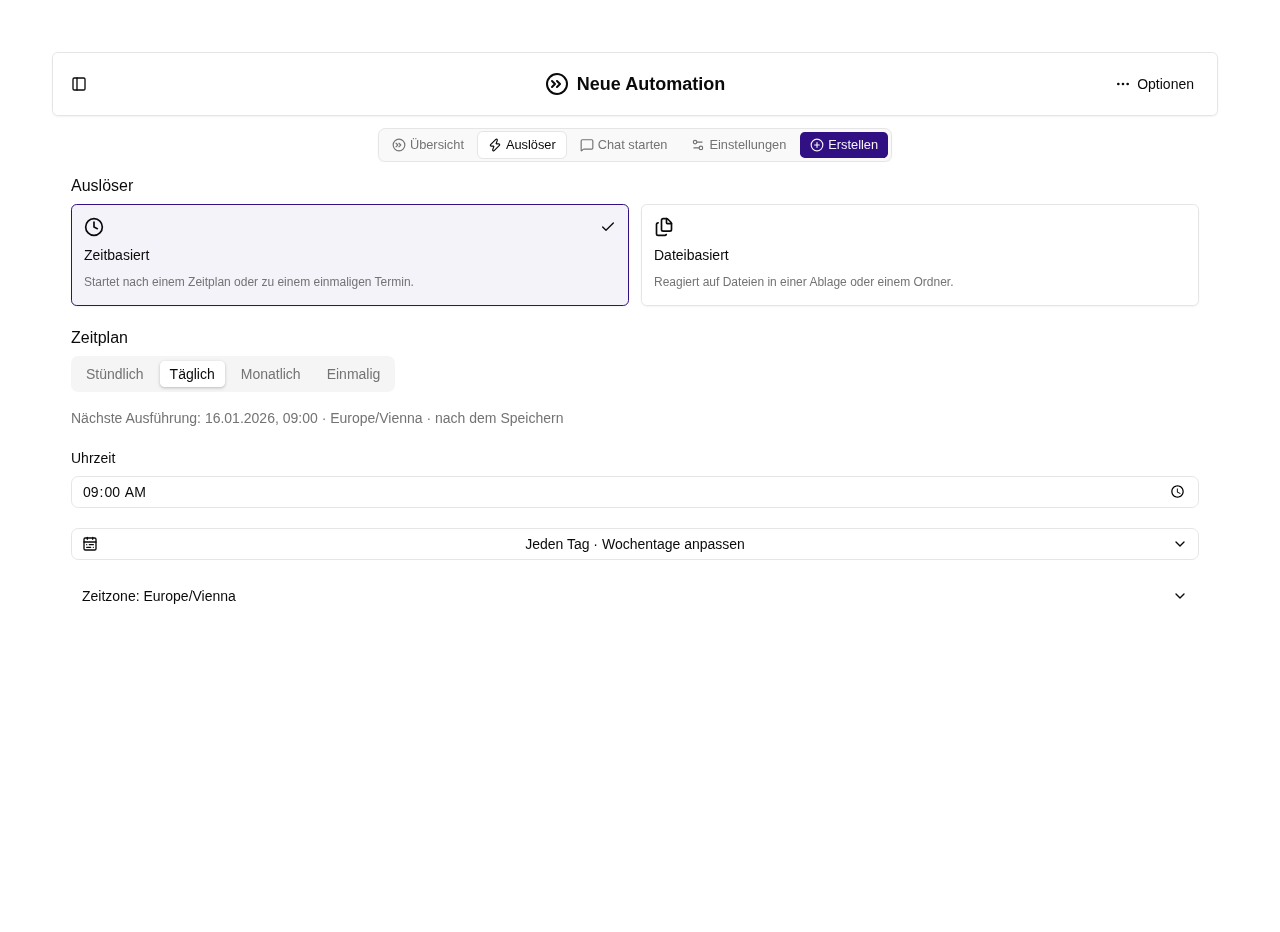 Neue Automation
Optionen
Übersicht
Auslöser
Chat starten
Einstellungen
Erstellen
Auslöser
Zeitbasiert
Startet nach einem Zeitplan oder zu einem einmaligen Termin.
Dateibasiert
Reagiert auf Dateien in einer Ablage oder einem Ordner.
Zeitplan
Stündlich
Täglich
Monatlich
Einmalig
Nächste Ausführung: 16.01.2026, 09:00 · Europe/Vienna · nach dem Speichern
Uhrzeit
09:00 AM
Jeden Tag · Wochentage anpassen
Zeitzone: Europe/Vienna